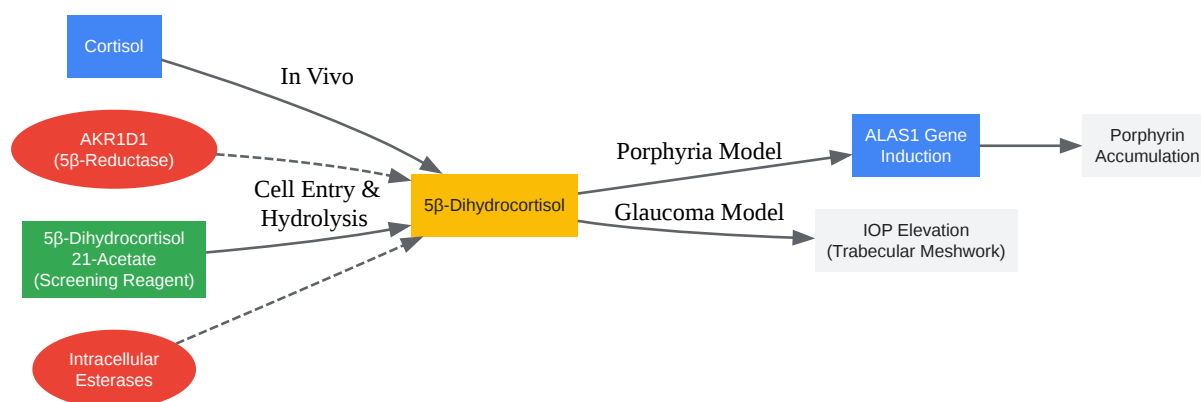 Cortisol
In Vivo
AKR1D1
(5β-Reductase)
Cell Entry &
Hydrolysis
5β-Dihydrocortisol
21-Acetate
(Screening Reagent)
Intracellular
Esterases
5β-Dihydrocortisol
Porphyria Model
Glaucoma Model
ALAS1 Gene
Induction
Porphyrin
Accumulation
IOP Elevation
(Trabecular Meshwork)